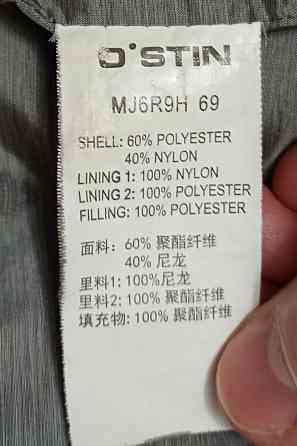 O'STIN
MJ6R9H 69
SHELL: 60% POLYESTER
40% NYLON
LINING 1: 100% NYLON
LINING 2: 100% POLYESTER
FILLING: 100% POLYESTER
面料: 60% 聚酯纤维
40% 尼龙
里料1: 100%尼龙
里料2: 100% 聚酯纤维
填充物: 100% 聚酯纤维